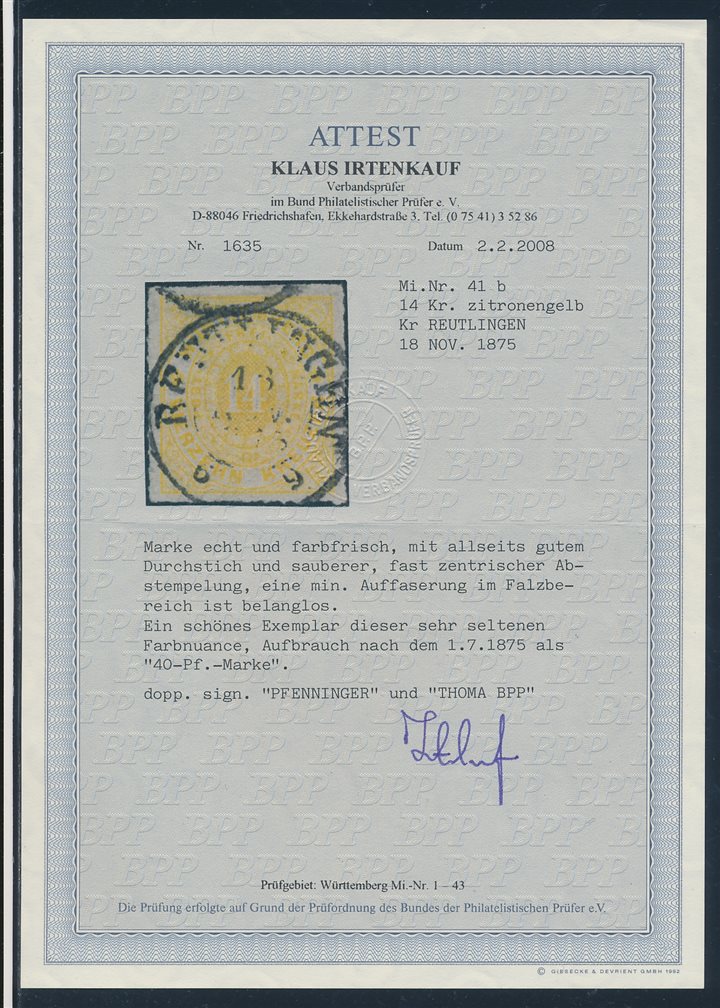 ATTEST
KLAUS IRTENKAUF
Verbandsprüfer
im Bund Philatelistischer Prüfer e. V.
D-88046 Friedrichshafen, Ekkehardstraße 3. Tel. (0 75 41) 3 52 86
Nr. 1635 Datum 2.2.2008
Mi.Nr. 41 b
14 Kr. zitronengelb
Kr REUTLINGEN
18 NOV. 1875
REUTLINGEN
18
Marke echt und farbfrisch, mit allseits gutem
Durchstich und sauberer, fast zentrischer Ab-
stempelung, eine min. Auffaserung im Falzbe-
reich ist belanglos.
Ein schönes Exemplar dieser sehr seltenen
Farbnuance, Aufbrauch nach dem 1.7.1875 als
"40-Pf.-Marke".
dopp. sign. "PFENNINGER" und "THOMA BPP"
Prüfgebiet: Württemberg Mi.-Nr. 1 – 43
Die Prüfung erfolgte auf Grund der Prüfordnung des Bundes der Philatelistischen Prüfer e.V.
© GIESECKE & DEVRIENT GMBH 1992